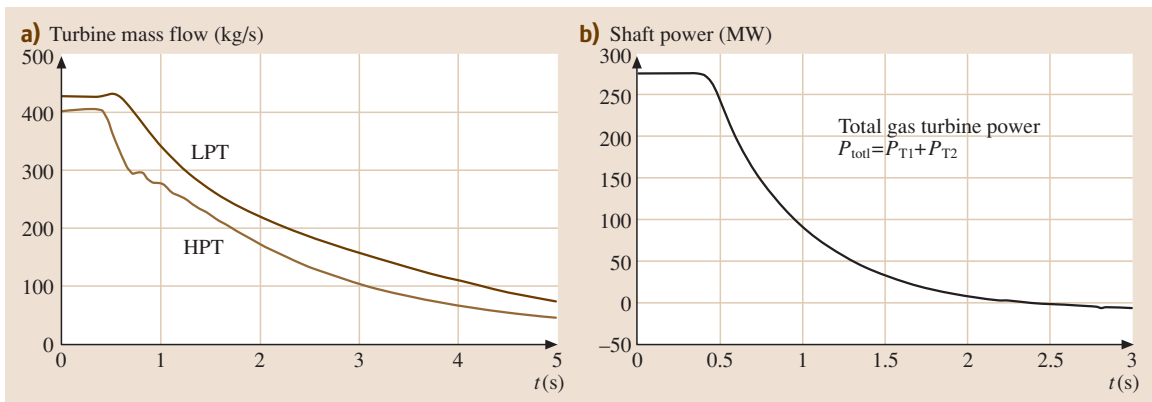 a) Turbine mass flow (kg/s)
500
400
300
200
100
0
0 1 2 3 4 5
t(s)
LPT
HPT
b) Shaft power (MW)
300
250
200
150
100
50
0
−50
0 0.5 1 1.5 2 2.5 3
t(s)
Total gas turbine power
Ptotl=PT1+PT2